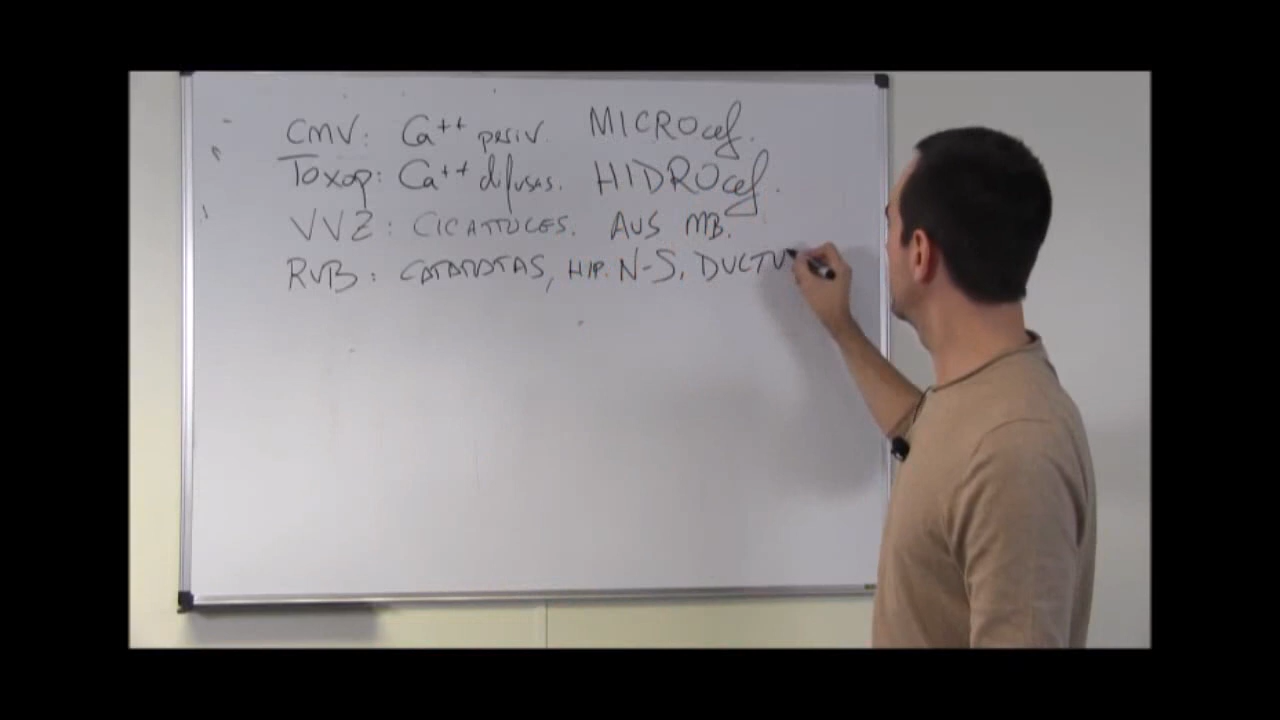 CMV: Ca++ periv. MICROcef.
Toxop: Ca++ difusas. HIDROcef.
VVZ: CICATRICES. AUS MB.
RUB: CATARATAS, HIP. N-S. DUCTU